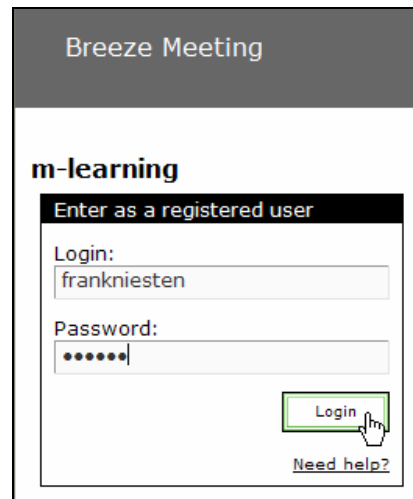 Breeze Meeting
m-learning
Enter as a registered user
Login:
frankniesten
Password:
••••••
Login
Need help?